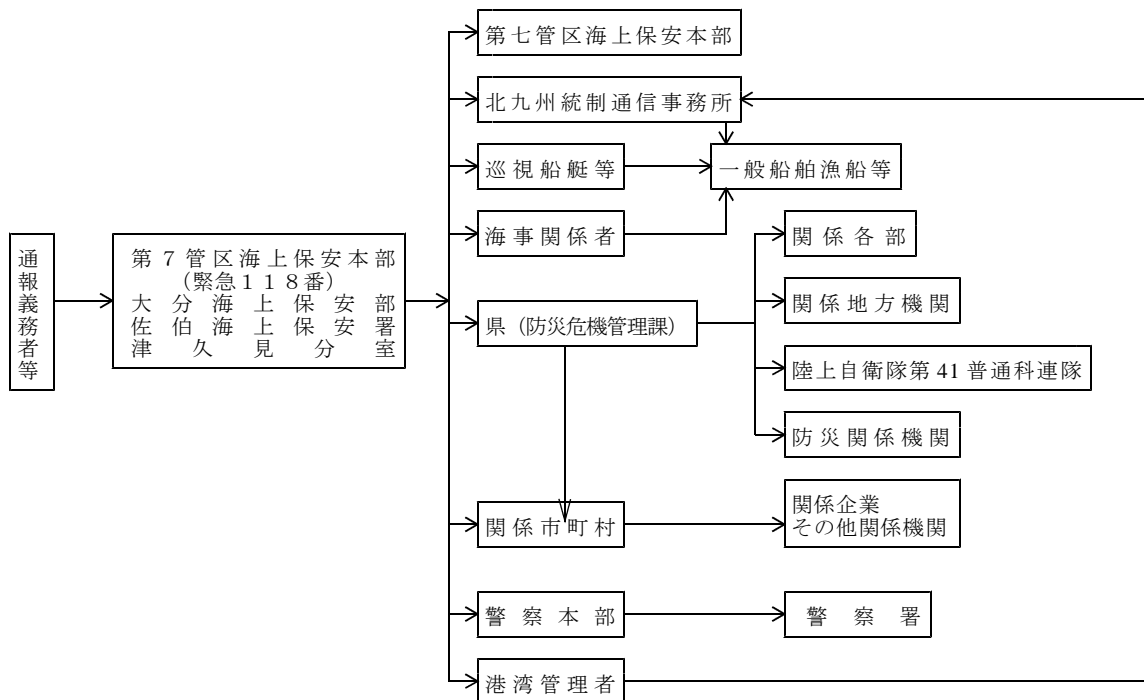 第七管区海上保安本部
北九州統制通信事務所
巡視船艇等
一般船舶漁船等
海事関係者
関係各部
通報義務者等
第７管区海上保安本部
（緊急１１８番）
大分海上保安部
佐伯海上保安署
津久見分室
関係地方機関
県（防災危機管理課）
陸上自衛隊第 41 普通科連隊
防災関係機関
関係市町村
関係企業
その他関係機関
警察本部
警察署
港湾管理者